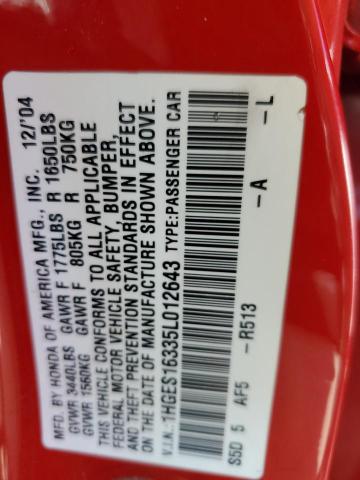 MFD. BY HONDA OF AMERICA MFG., INC. 12/'04
GVWR 3440LBS GAWR F 1775LBS R 1650LBS
GVWR 1560KG GAWR F 805KG R 750KG
THIS VEHICLE CONFORMS TO ALL APPLICABLE
FEDERAL MOTOR VEHICLE SAFETY, BUMPER,
AND THEFT PREVENTION STANDARDS IN EFFECT
ON THE DATE OF MANUFACTURE SHOWN ABOVE.
V.I.N.:1HGES16335L012643 TYPE:PASSENGER CAR
S5D 5 AF5 -R513 -A -L